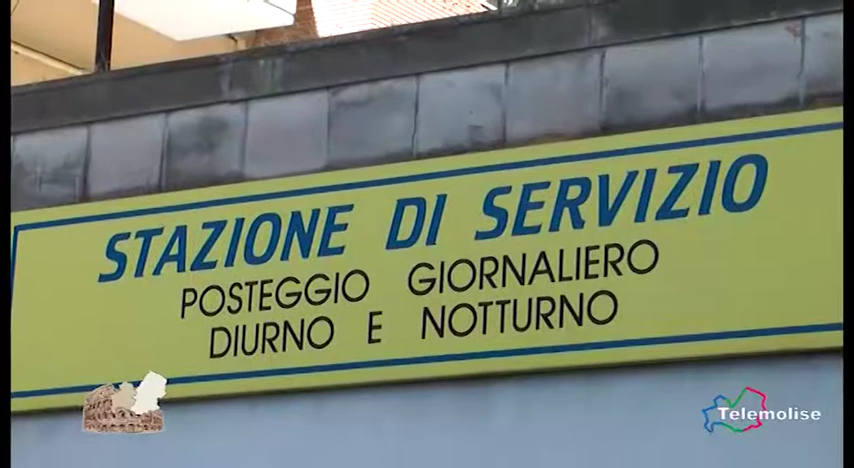 STAZIONE DI SERVIZIO
POSTEGGIO GIORNALIERO
DIURNO E NOTTURNO
Telemolise